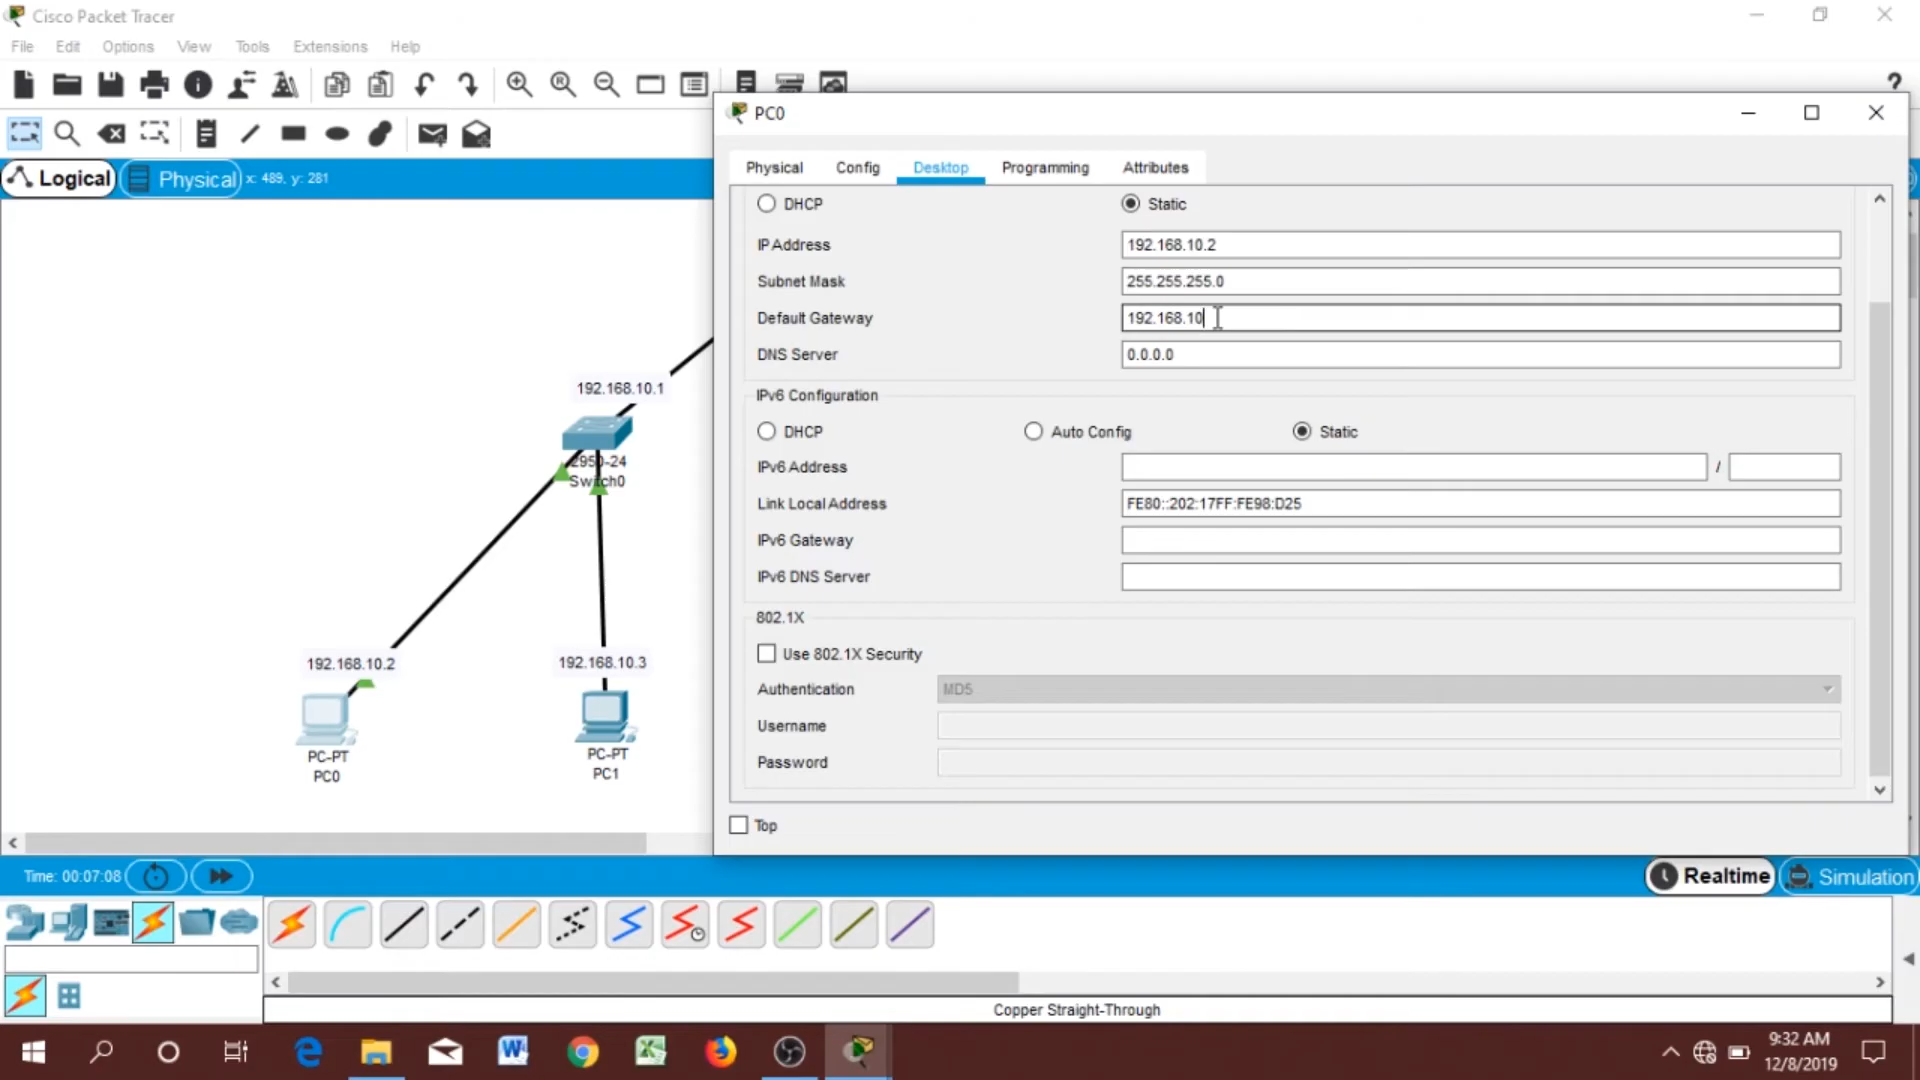 Cisco Packet Tracer
File Edit Options View Tools Extensions Help
?
Logical Physical x: 489, y: 281
192.168.10.1
2950-24
Switch0
192.168.10.2
192.168.10.3
PC-PT
PC0
PC-PT
PC1
PC0
Physical Config Desktop Programming Attributes
DHCP Static
IP Address 192.168.10.2
Subnet Mask 255.255.255.0
Default Gateway 192.168.10
DNS Server 0.0.0.0
IPv6 Configuration
DHCP Auto Config Static
IPv6 Address /
Link Local Address FE80::202:17FF:FE98:D25
IPv6 Gateway
IPv6 DNS Server
802.1X
Use 802.1X Security
Authentication MD5
Username
Password
Top
Time: 00:07:08 Realtime Simulation
Copper Straight-Through
9:32 AM
12/8/2019